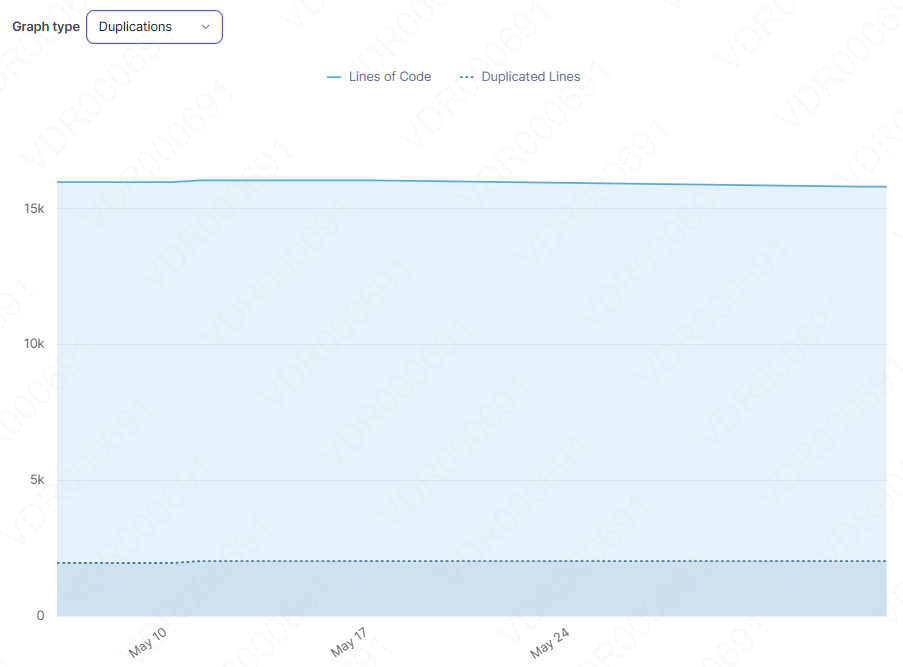 Graph type Duplications
Lines of Code Duplicated Lines
15k
10k
5k
0
May 10 May 17 May 24
VDR000691